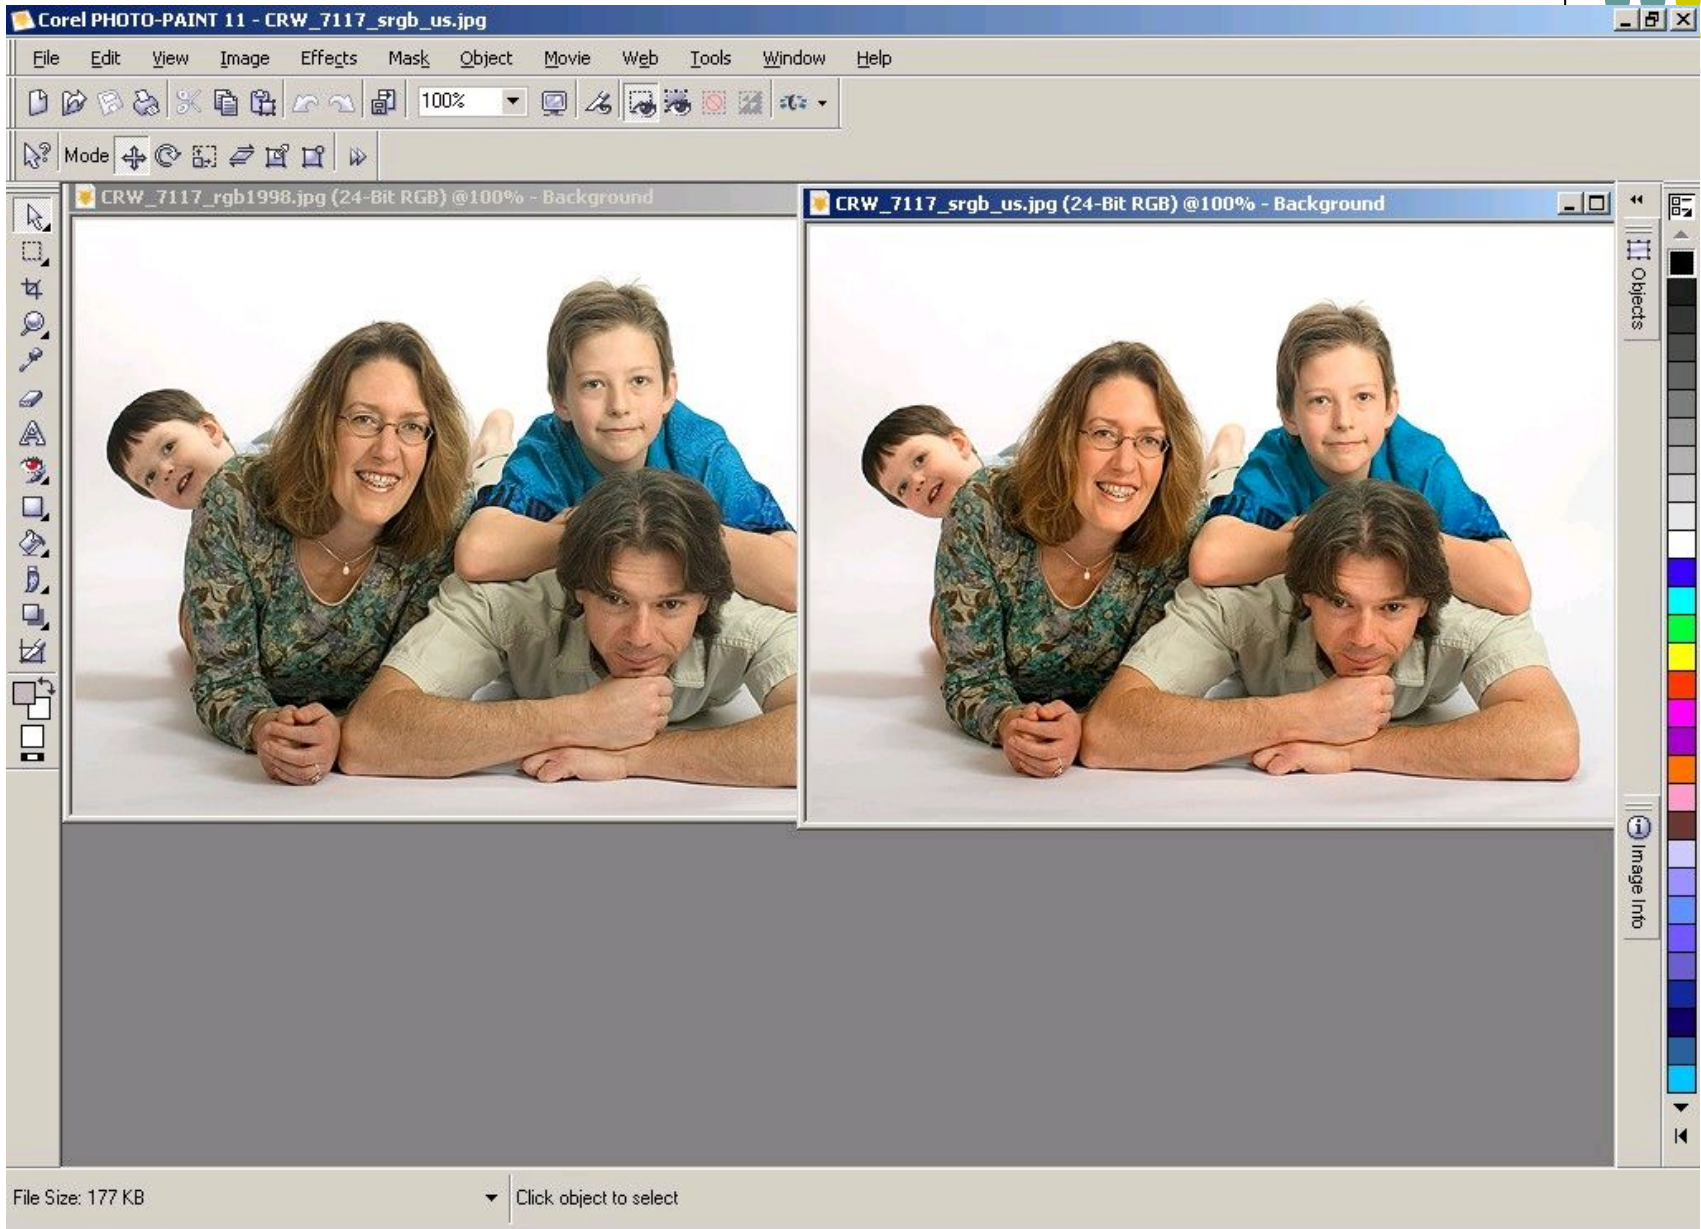 Corel PHOTO-PAINT 11 - CRW_7117_srgb_us.jpg
File Edit View Image Effects Mask Object Movie Web Tools Window Help
100%
Mode
CRW_7117_rgb1998.jpg (24-Bit RGB) @100% - Background
CRW_7117_srgb_us.jpg (24-Bit RGB) @100% - Background
Objects
Image Info
File Size: 177 KB
Click object to select